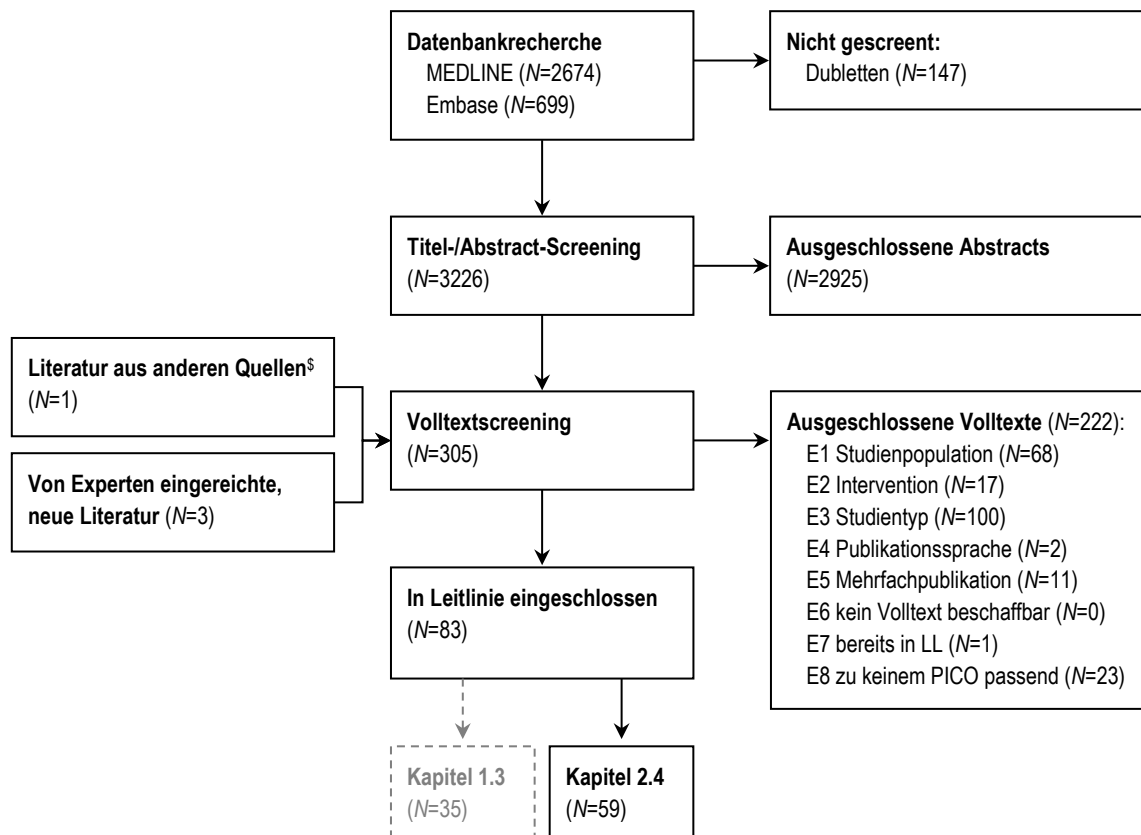 Datenbankrecherche
MEDLINE (N=2674)
Embase (N=699)
Nicht gescreent:
Dubletten (N=147)
Titel-/Abstract-Screening
(N=3226)
Ausgeschlossene Abstracts
(N=2925)
Literatur aus anderen Quellen$
(N=1)
Von Experten eingereichte,
neue Literatur (N=3)
Volltextscreening
(N=305)
Ausgeschlossene Volltexte (N=222):
E1 Studienpopulation (N=68)
E2 Intervention (N=17)
E3 Studientyp (N=100)
E4 Publikationssprache (N=2)
E5 Mehrfachpublikation (N=11)
E6 kein Volltext beschaffbar (N=0)
E7 bereits in LL (N=1)
E8 zu keinem PICO passend (N=23)
In Leitlinie eingeschlossen
(N=83)
Kapitel 1.3
(N=35)
Kapitel 2.4
(N=59)